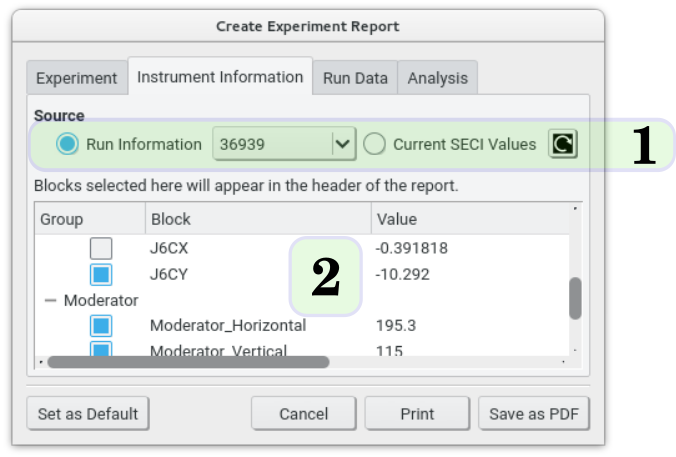 Create Experiment Report
Experiment Instrument Information Run Data Analysis
Source
Run Information 36939 Current SECI Values 1
Blocks selected here will appear in the header of the report.
Group Block Value
J6CX -0.391818
2
J6CY -10.292
Moderator
Moderator_Horizontal 195.3
Moderator_Vertical 115
Set as Default Cancel Print Save as PDF